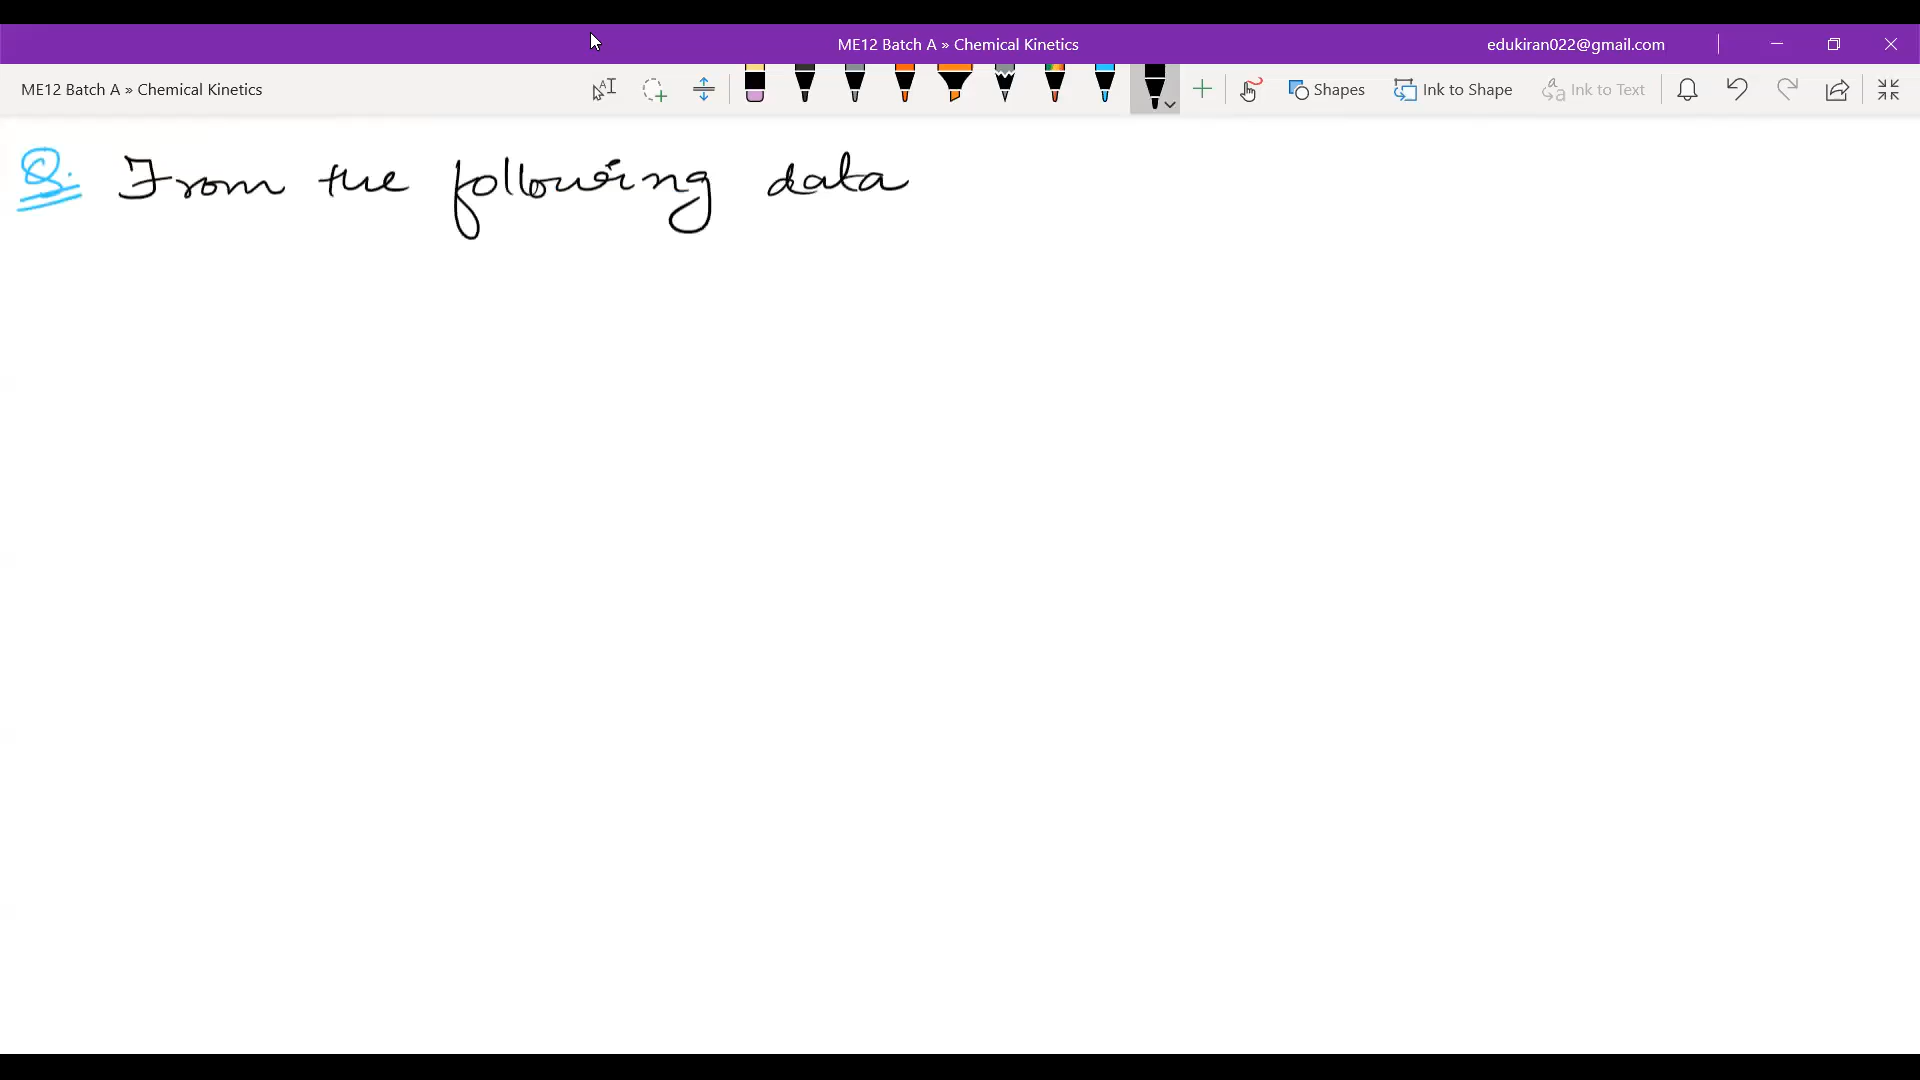 ME12 Batch A » Chemical Kinetics
edukiran022@gmail.com
ME12 Batch A » Chemical Kinetics
Shapes
Ink to Shape
Ink to Text
Q. From the following data